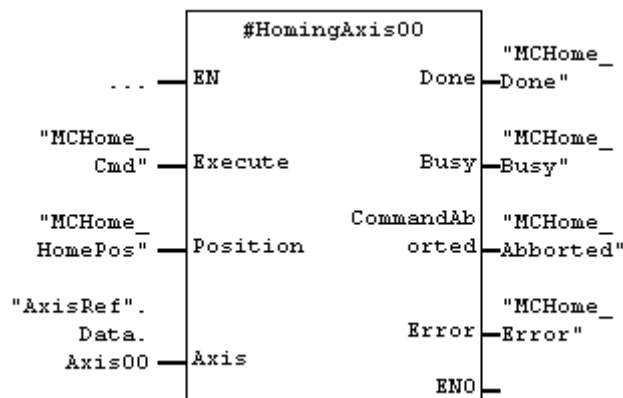 #HomingAxis00
... EN Done "MCHome_
Done"
"MCHome_
Cmd" Execute Busy "MCHome_
Busy"
"MCHome_
HomePos" Position CommandAb
orted "MCHome_
Abborted"
"AxisRef".
Data.
Axis00 Axis Error "MCHome_
Error"
ENO